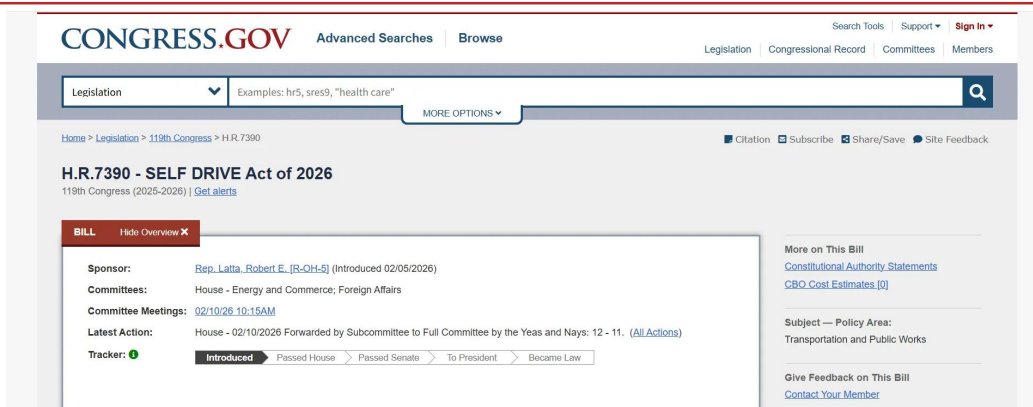 CONGRESS.GOV Advanced Searches Browse
Search Tools Support Sign In
Legislation Congressional Record Committees Members
Legislation Examples: hr5, sres9, "health care"
MORE OPTIONS
Home > Legislation > 119th Congress > H.R.7390
Citation Subscribe Share/Save Site Feedback
H.R.7390 - SELF DRIVE Act of 2026
119th Congress (2025-2026) | Get alerts
BILL Hide Overview
Sponsor: Rep. Latta, Robert E. [R-OH-5] (Introduced 02/05/2026)
Committees: House - Energy and Commerce; Foreign Affairs
Committee Meetings: 02/10/26 10:15AM
Latest Action: House - 02/10/2026 Forwarded by Subcommittee to Full Committee by the Yeas and Nays: 12 - 11. (All Actions)
Tracker: Introduced Passed House Passed Senate To President Became Law
More on This Bill
Constitutional Authority Statements
CBO Cost Estimates [0]
Subject — Policy Area:
Transportation and Public Works
Give Feedback on This Bill
Contact Your Member